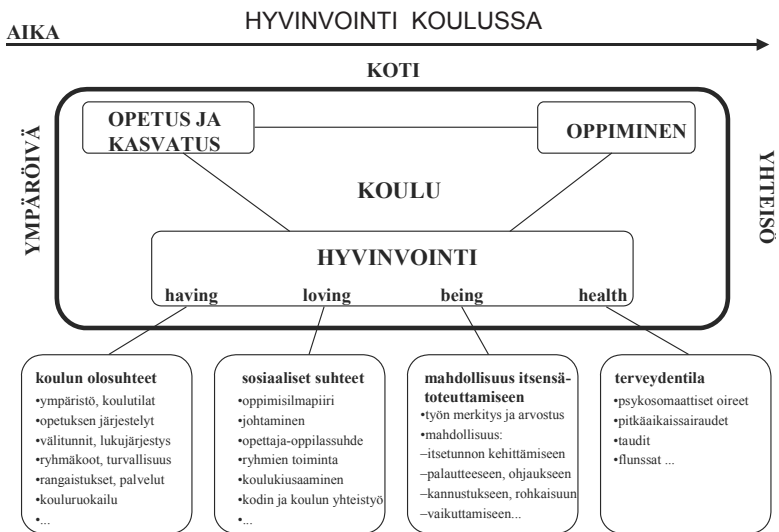 HYVINVOINTI KOULUSSA
AIKA
KOTI
YMPÄRÖIVÄ
YHTEISÖ
OPETUS JA
KASVATUS
OPPIMINEN
KOULU
HYVINVOINTI
having loving being health
koulun olosuhteet
•ympäristö, koulutilat
•opetuksen järjestelyt
•välitunnit, lukujärjestys
•ryhmäkoot, turvallisuus
•rangaistukset, palvelut
•kouluruokailu
•...
sosiaaliset suhteet
•oppimisilmapiiri
•johtaminen
•opettaja-oppilassuhde
•ryhmien toiminta
•koulukiusaaminen
•kodin ja koulun yhteistyö
•...
mahdollisuus itsensä-
toteuttamiseen
•työn merkitys ja arvostus
•mahdollisuus:
–itsetunnon kehittämiseen
–palautteeseen, ohjaukseen
–kannustukseen, rohkaisuun
–vaikuttamiseen...
terveydentila
•psykosomaattiset oireet
•pitkäaikaissairaudet
•taudit
•flunssat ...